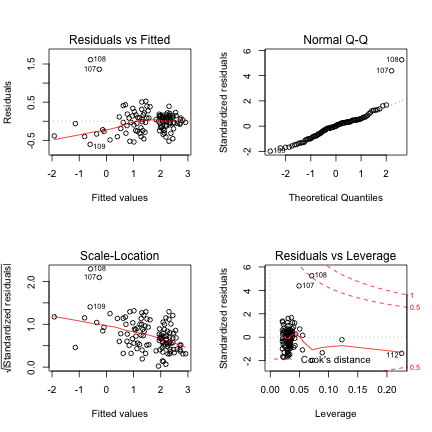 Residuals vs Fitted
Residuals
-0.5 0.5 1.5
108
107
109
-2 -1 0 1 2 3
Fitted values
Normal Q-Q
Standardized residuals
-2 0 2 4 6
108
107
109
-2 -1 0 1 2
Theoretical Quantiles
Scale-Location
√|Standardized residuals|
0.0 1.0 2.0
108
107
109
-2 -1 0 1 2 3
Fitted values
Residuals vs Leverage
Standardized residuals
-2 0 2 4 6
108
107
112
Cook's distance
1
0.5
0.5
0.00 0.05 0.10 0.15 0.20
Leverage